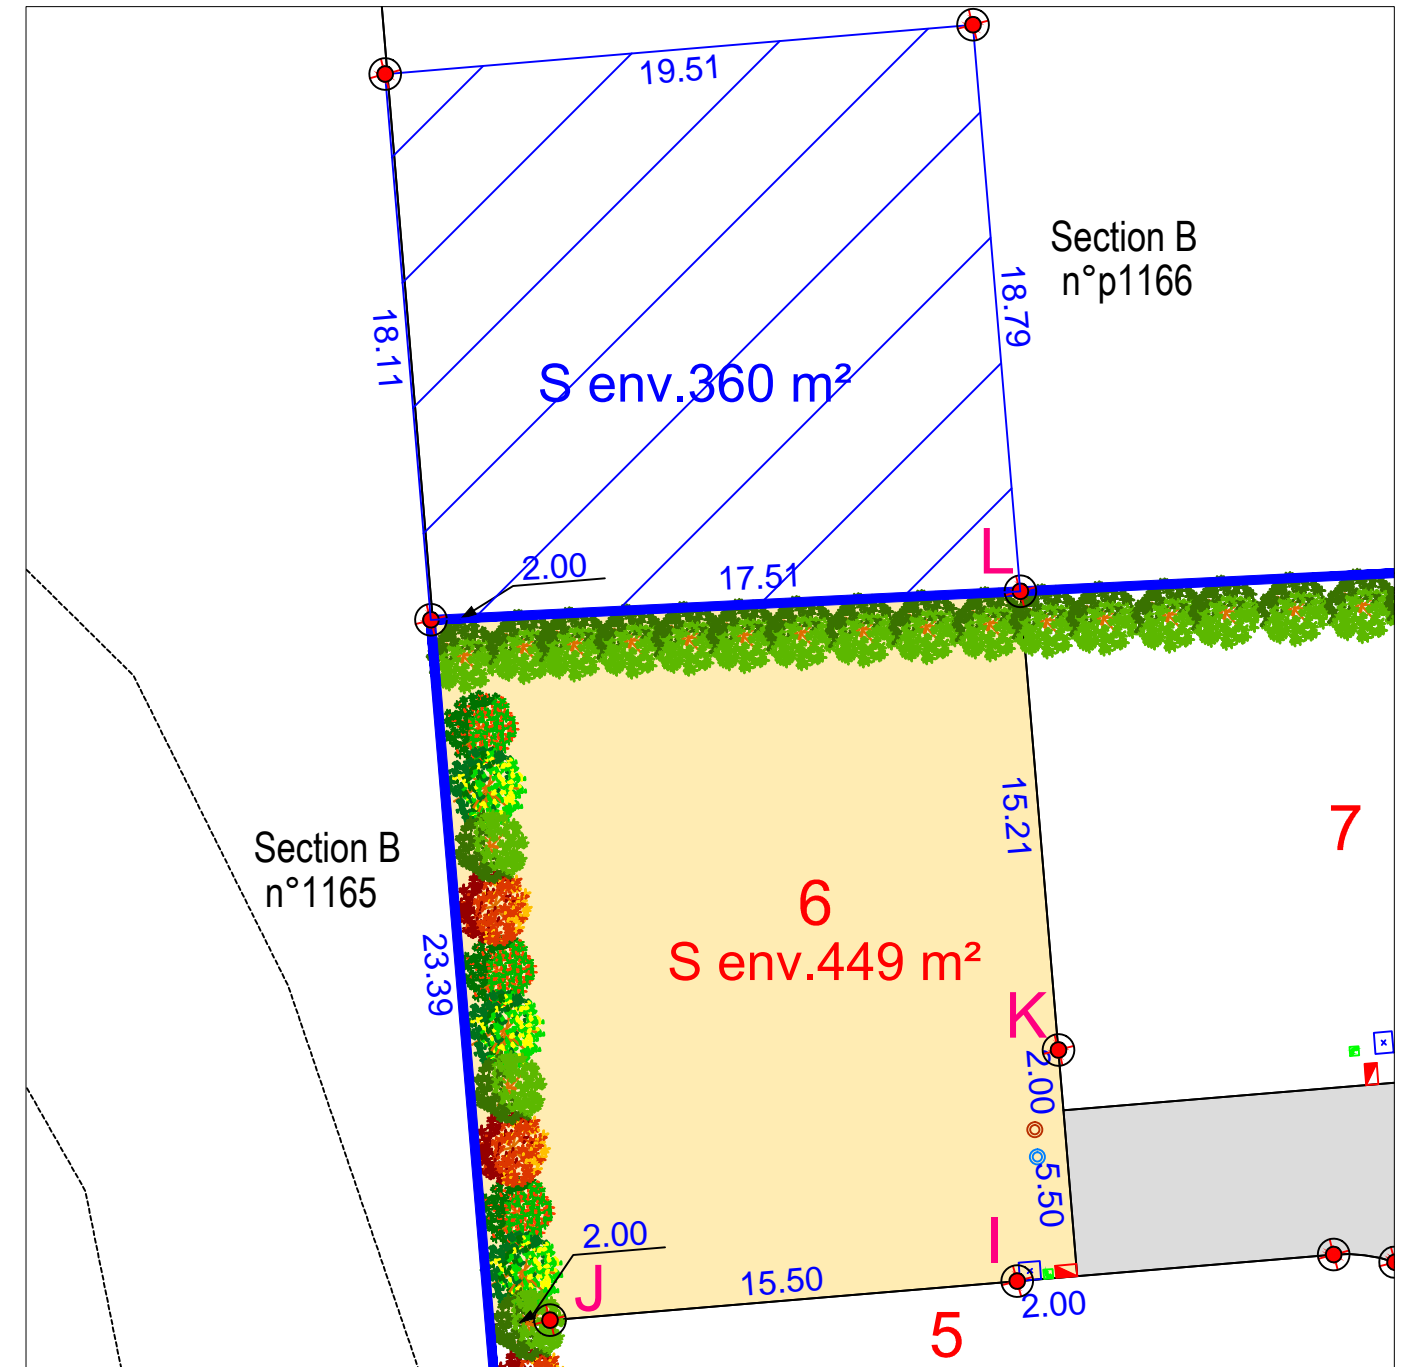 19.51
Section B
n°p1166
18.79
18.11
S env.360 m²
L
2.00
17.51
15.21
7
Section B
n°1165
6
S env.449 m²
23.39
K
2.00
5.50
2.00
I
15.50
J
2.00
5